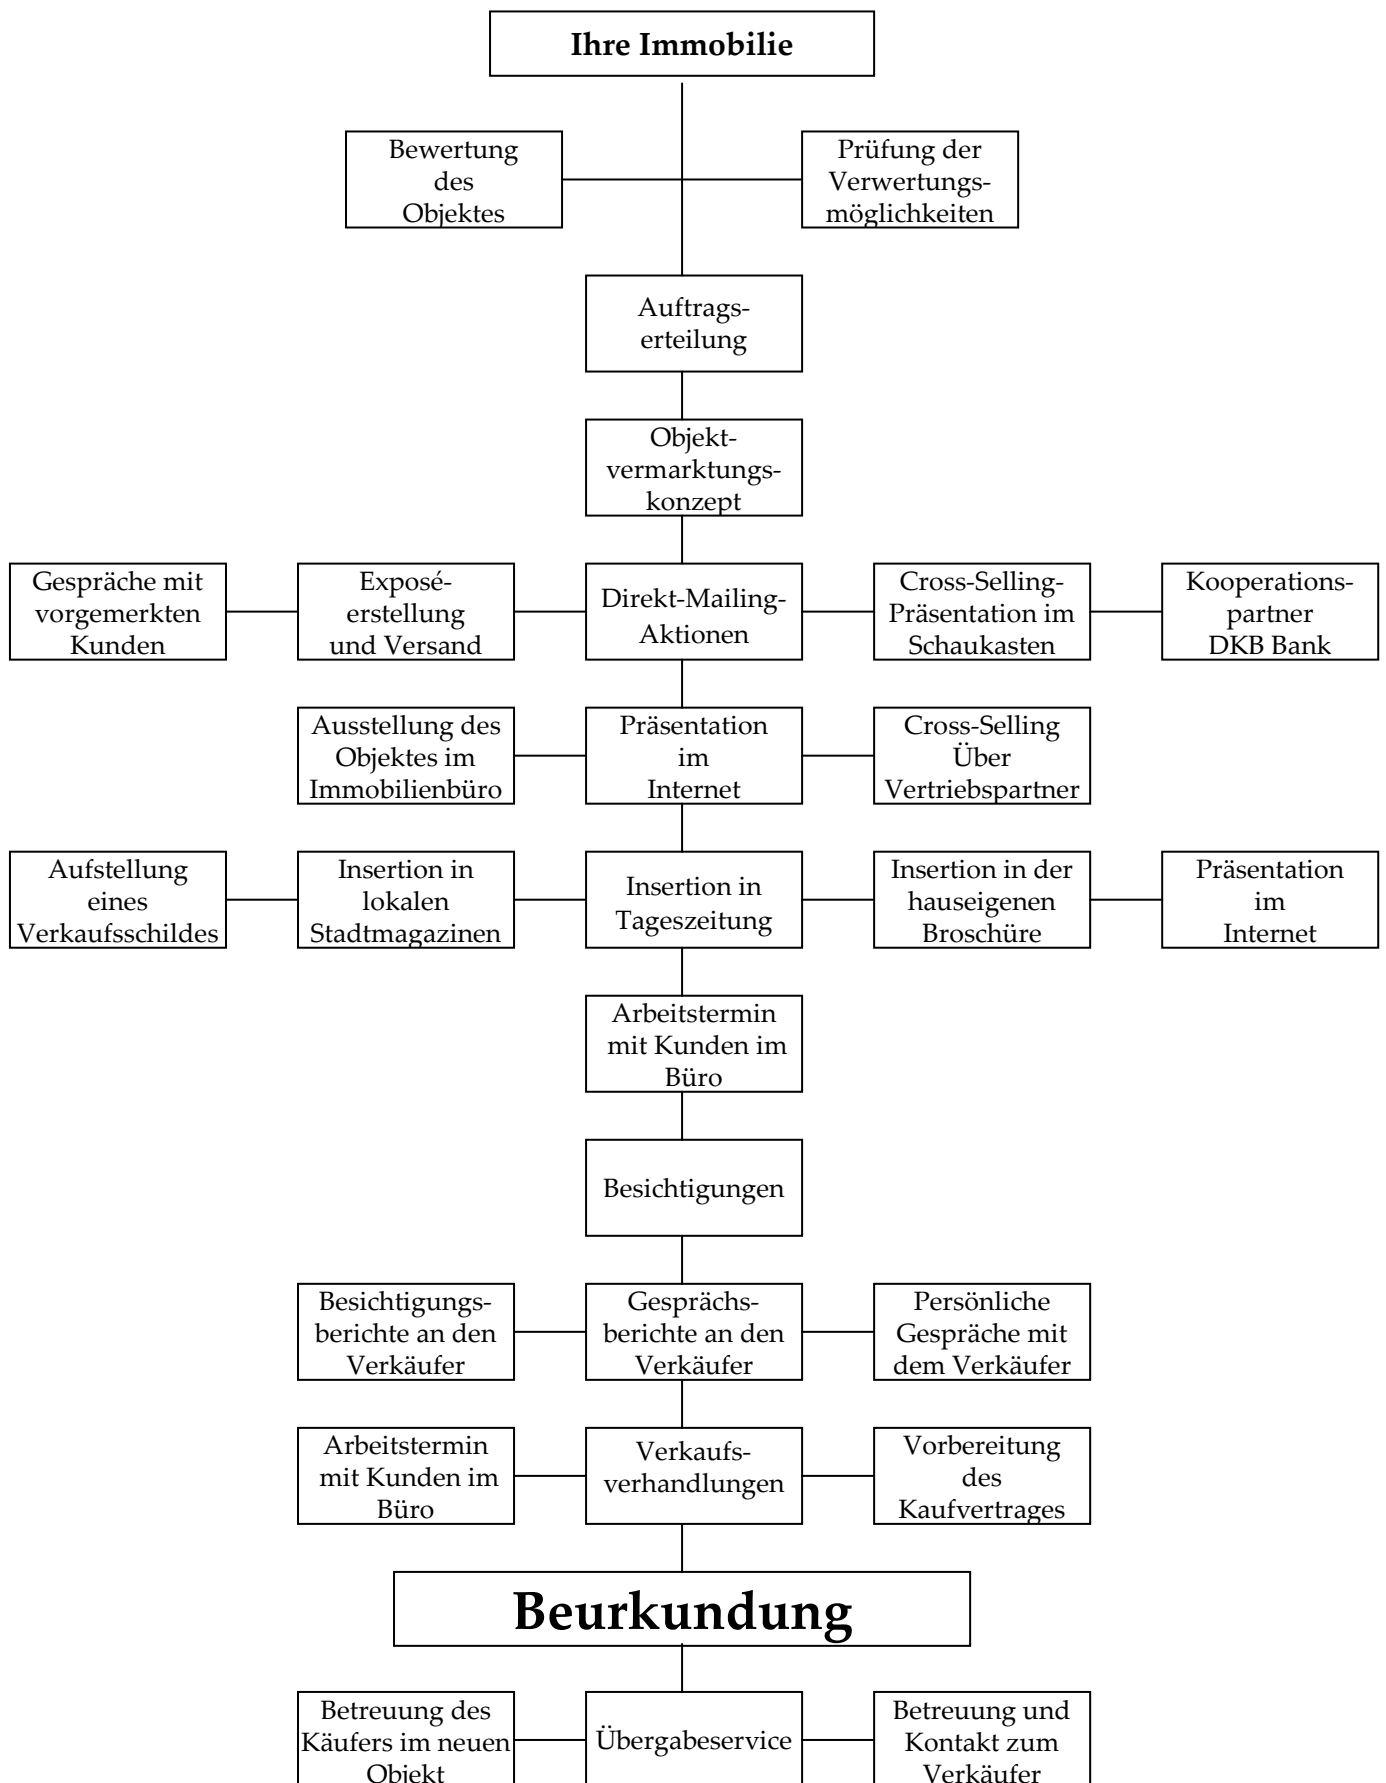 Ihre Immobilie
Bewertung
des
Objektes
Prüfung der
Verwertungs-
möglichkeiten
Auftrags-
erteilung
Objekt-
vermarktungs-
konzept
Gespräche mit
vorgemerkten
Kunden
Exposé-
erstellung
und Versand
Direkt-Mailing-
Aktionen
Cross-Selling-
Präsentation im
Schaukasten
Kooperations-
partner
DKB Bank
Ausstellung des
Objektes im
Immobilienbüro
Präsentation
im
Internet
Cross-Selling
Über
Vertriebspartner
Aufstellung
eines
Verkaufsschildes
Insertion in
lokalen
Stadtmagazinen
Insertion in
Tageszeitung
Insertion in der
hauseigenen
Broschüre
Präsentation
im
Internet
Arbeitstermin
mit Kunden im
Büro
Besichtigungen
Besichtigungs-
berichte an den
Verkäufer
Gesprächs-
berichte an den
Verkäufer
Persönliche
Gespräche mit
dem Verkäufer
Arbeitstermin
mit Kunden im
Büro
Verkaufs-
verhandlungen
Vorbereitung
des
Kaufvertrages
Beurkundung
Betreuung des
Käufers im neuen
Objekt
Übergabeservice
Betreuung und
Kontakt zum
Verkäufer